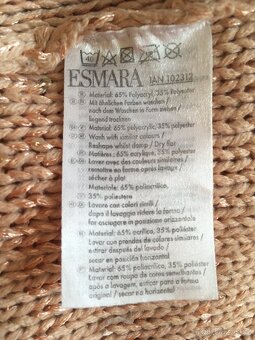 40
ESMARA IAN 102312
Material: 65% Polyacryl, 35% Polyester
Mit ähnlichen Farben waschen /
nach dem Waschen in Form ziehen /
liegend trocknen
Material: 65% polyacrylic, 35% polyester
Wash with similar colours /
Reshape whilst damp / Dry flat
Matières: 65% acrylique, 35% polyester
Laver avec des couleurs similaires /
remettre en forme après le lavage /
sécher à plat
Materiale: 65% poliacrilico,
35% poliestere
Lavare con colori simili /
dopo il lavaggio ridare la forma /
far asciugare in posizione orizzontale
Material: 65% acrílica, 35% poliéster
Lavar con prendas de colores similares /
estirar después de lavado /
secar en posición horizontal
Material: 65% poliacrílico, 35% poliéster
Lavar com roupa de cores semelhantes /
após a lavagem, esticar para a forma
original / secar na horizontal